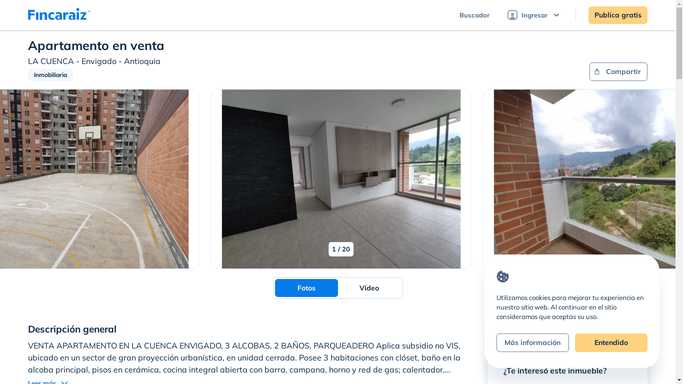 Fincaraiz
Buscador
Ingresar
Publica gratis
Apartamento en venta
LA CUENCA - Envigado - Antioquia
Inmobiliaria
Compartir
1 / 20
Fotos
Video
Utilizamos cookies para mejorar tu experiencia en
nuestro sitio web. Al continuar en el sitio
consideramos que aceptas su uso.
Más información
Entendido
Descripción general
VENTA APARTAMENTO EN LA CUENCA ENVIGADO, 3 ALCOBAS, 2 BAÑOS, PARQUEADERO Aplica subsidio no VIS,
ubicado en un sector de gran proyección urbanística, en unidad cerrada. Posee 3 habitaciones con clóset, baño en la
alcoba principal, pisos en cerámica, cocina integral abierta con barra, campana, horno y red de gas; calentador,...
Leer más
¿Te interesó este inmueble?